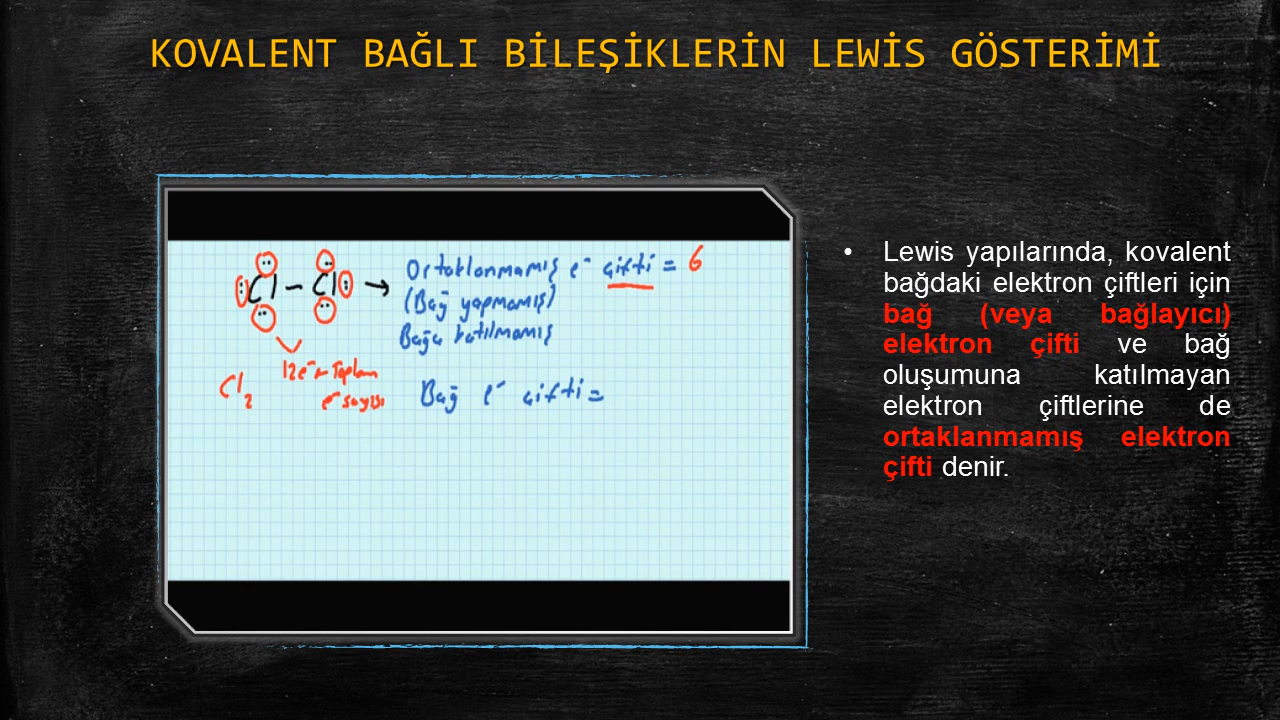 KOVALENT BAĞLI BİLEŞİKLERİN LEWİS GÖSTERİMİ
Cl – Cl → Ortaklanmamış e⁻ çifti = 6
(Bağ yapmamış)
Bağa katılmamış
12e⁻ → Toplam
e⁻ sayısı
Cl₂
Bağ e⁻ çifti =
• Lewis yapılarında, kovalent
bağdaki elektron çiftleri için
bağ (veya bağlayıcı)
elektron çifti ve bağ
oluşumuna katılmayan
elektron çiftlerine de
ortaklanmamış elektron
çifti denir.